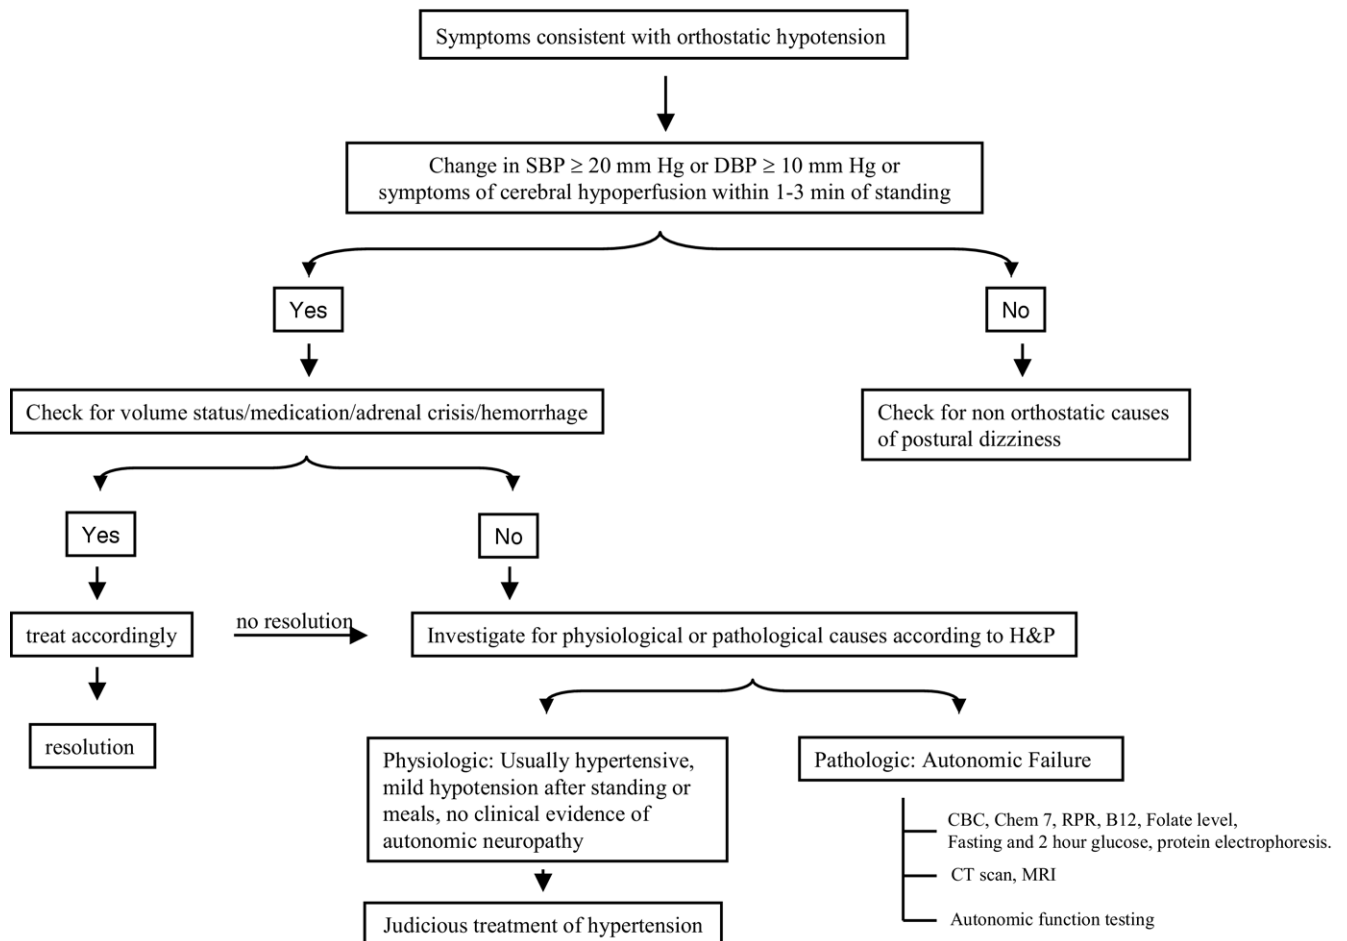 Symptoms consistent with orthostatic hypotension
Change in SBP ≥ 20 mm Hg or DBP ≥ 10 mm Hg or
symptoms of cerebral hypoperfusion within 1-3 min of standing
Yes
No
Check for volume status/medication/adrenal crisis/hemorrhage
Check for non orthostatic causes
of postural dizziness
Yes
No
treat accordingly
no resolution
Investigate for physiological or pathological causes according to H&P
resolution
Physiologic: Usually hypertensive,
mild hypotension after standing or
meals, no clinical evidence of
autonomic neuropathy
Pathologic: Autonomic Failure
CBC, Chem 7, RPR, B12, Folate level,
Fasting and 2 hour glucose, protein electrophoresis.
CT scan, MRI
Autonomic function testing
Judicious treatment of hypertension